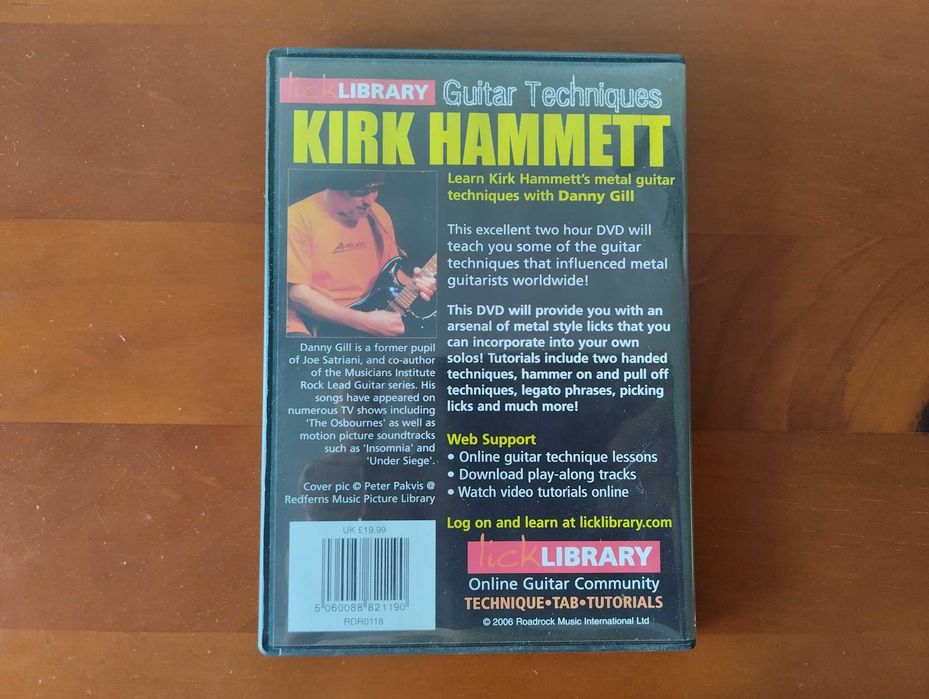 lick LIBRARY Guitar Techniques
KIRK HAMMETT
Learn Kirk Hammett's metal guitar
techniques with Danny Gill
This excellent two hour DVD will
teach you some of the guitar
techniques that influenced metal
guitarists worldwide!
This DVD will provide you with an
arsenal of metal style licks that you
can incorporate into your own
solos! Tutorials include two handed
techniques, hammer on and pull off
techniques, legato phrases, picking
licks and much more!
Danny Gill is a former pupil
of Joe Satriani, and co-author
of the Musicians Institute
Rock Lead Guitar series. His
songs have appeared on
numerous TV shows including
'The Osbournes' as well as
motion picture soundtracks
such as 'Insomnia' and
'Under Siege'.
Cover pic © Peter Pakvis @
Redferns Music Picture Library
Web Support
• Online guitar technique lessons
• Download play-along tracks
• Watch video tutorials online
Log on and learn at licklibrary.com
lick LIBRARY
Online Guitar Community
TECHNIQUE•TAB•TUTORIALS
© 2006 Roadrock Music International Ltd
UK £19.99
5 060088 821190
RDR0118